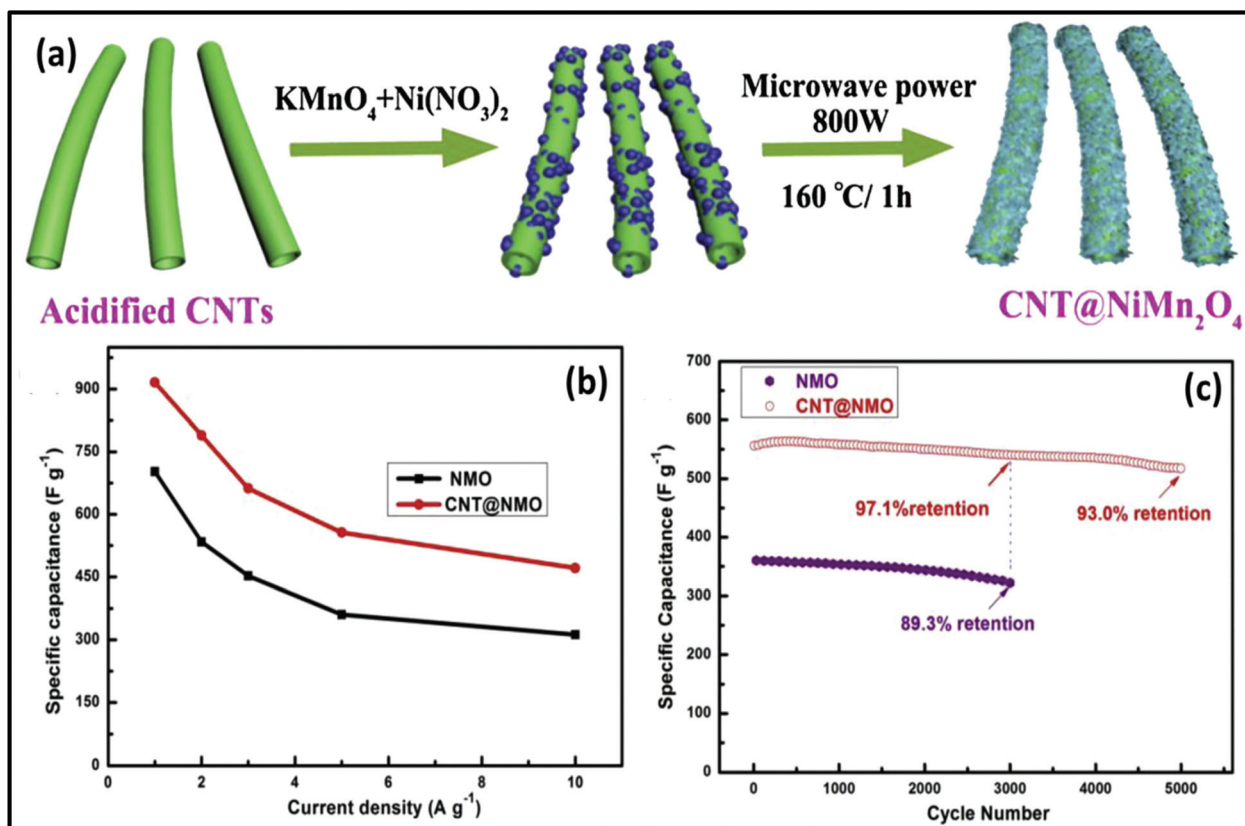 (a)
KMnO₄+Ni(NO₃)₂
Microwave power
800W
160 °C/ 1h
Acidified CNTs
CNT@NiMn₂O₄
(b)
Specific capacitance (F g⁻¹)
900
750
600
450
300
150
0
NMO
CNT@NMO
0 2 4 6 8 10
Current density (A g⁻¹)
(c)
Specific Capacitance (F g⁻¹)
700
600
500
400
300
200
100
0
NMO
CNT@NMO
97.1%retention
93.0% retention
89.3% retention
0 1000 2000 3000 4000 5000
Cycle Number